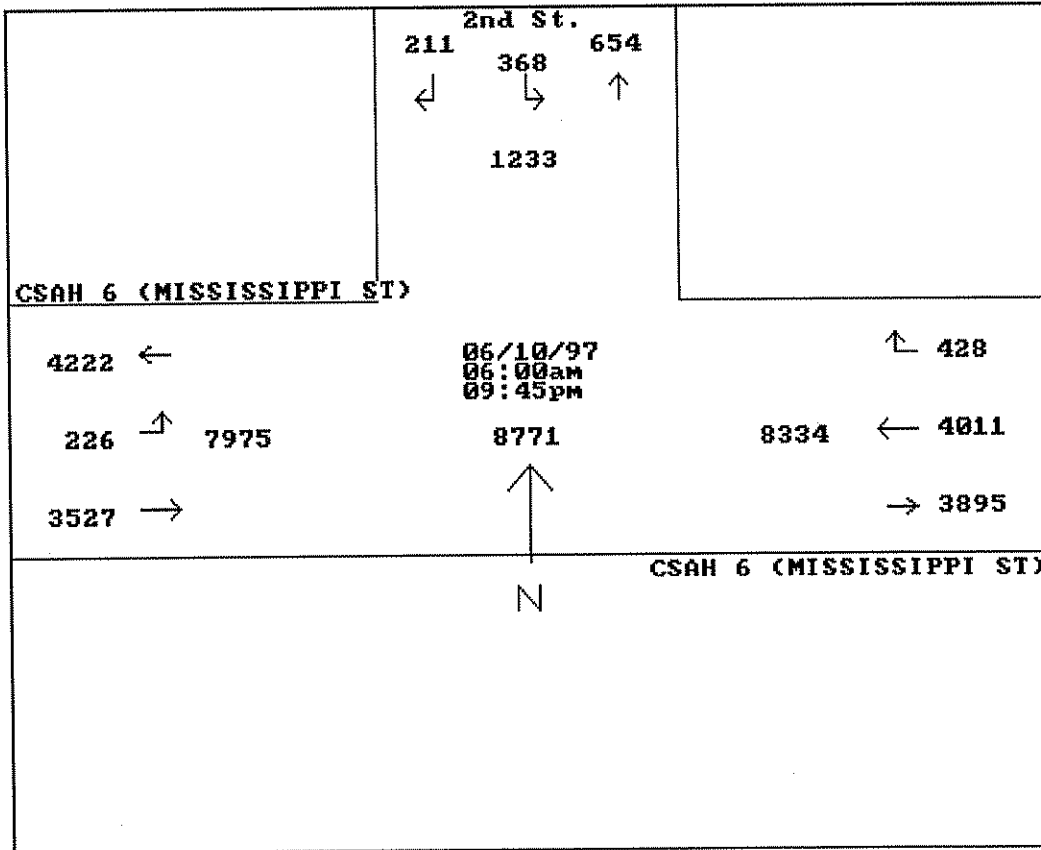 2nd St.
211 368 654
1233
CSAH 6 (MISSISSIPPI ST)
4222 06/10/97 428
06:00am
09:45pm
226 7975 8771 8334 4011
3527 3895
CSAH 6 (MISSISSIPPI ST)
N